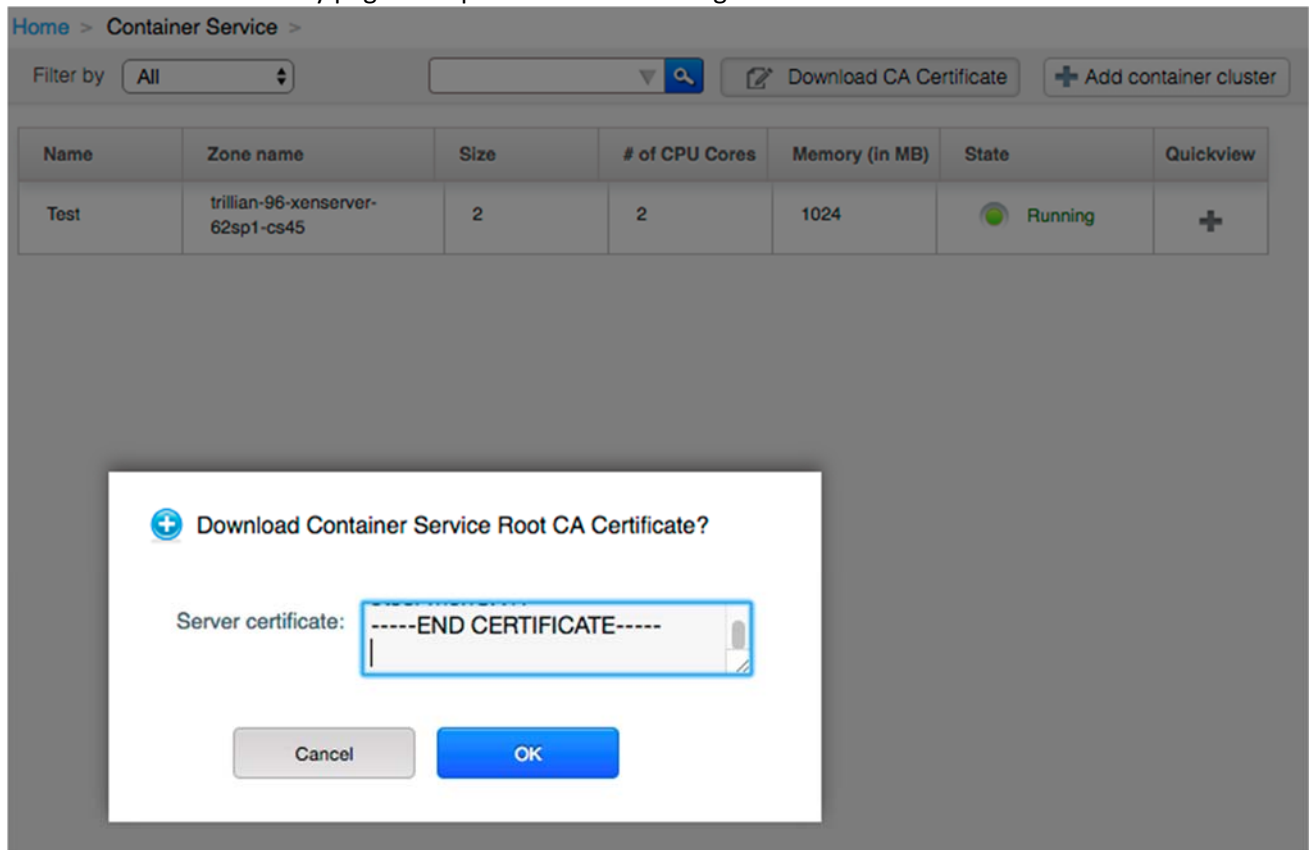 Home > Container Service >
Filter by All Download CA Certificate Add container cluster
Name Zone name Size # of CPU Cores Memory (in MB) State Quickview
Test trillian-96-xenserver-62sp1-cs45 2 2 1024 Running
Download Container Service Root CA Certificate?
Server certificate:
-----END CERTIFICATE-----
Cancel OK